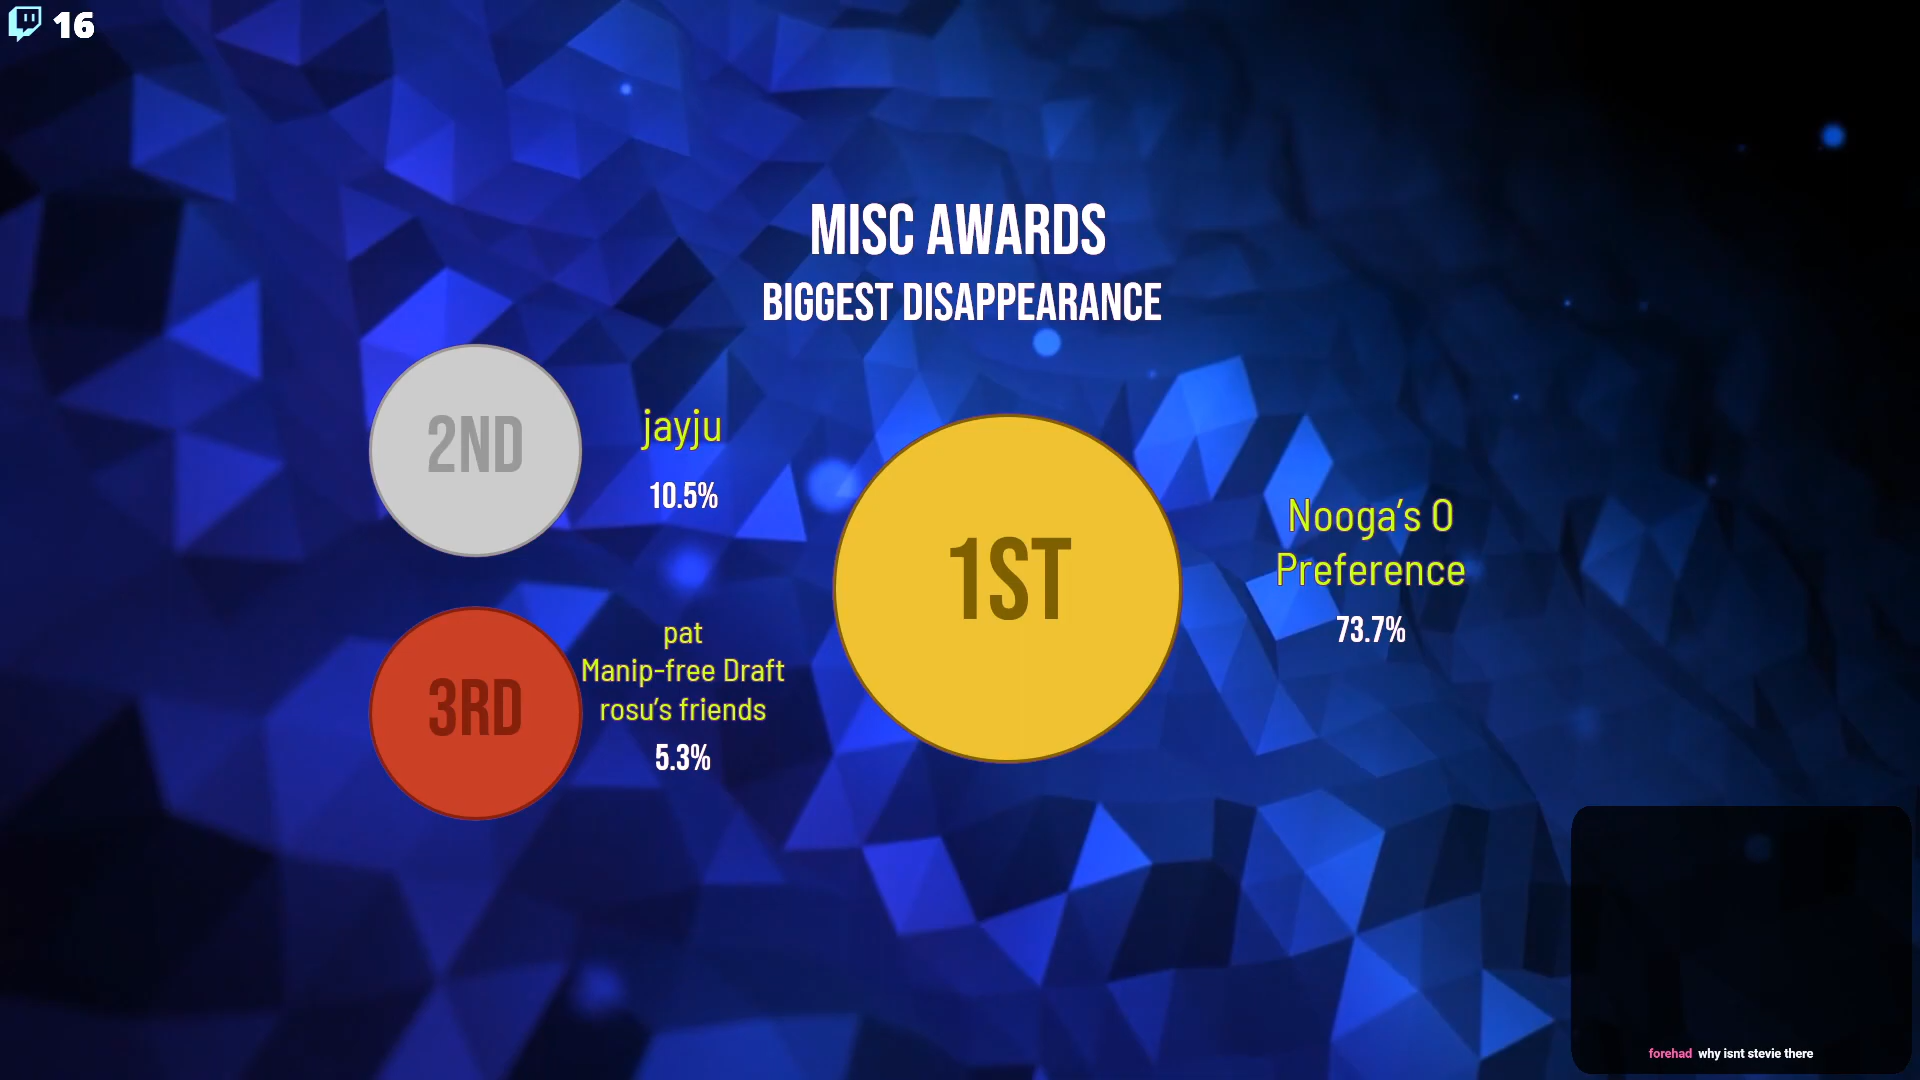 16
MISC AWARDS
BIGGEST DISAPPEARANCE
2ND
jayju
10.5%
1ST
Nooga's O
Preference
73.7%
3RD
pat
Manip-free Draft
rosu's friends
5.3%
forehad why isnt stevie there